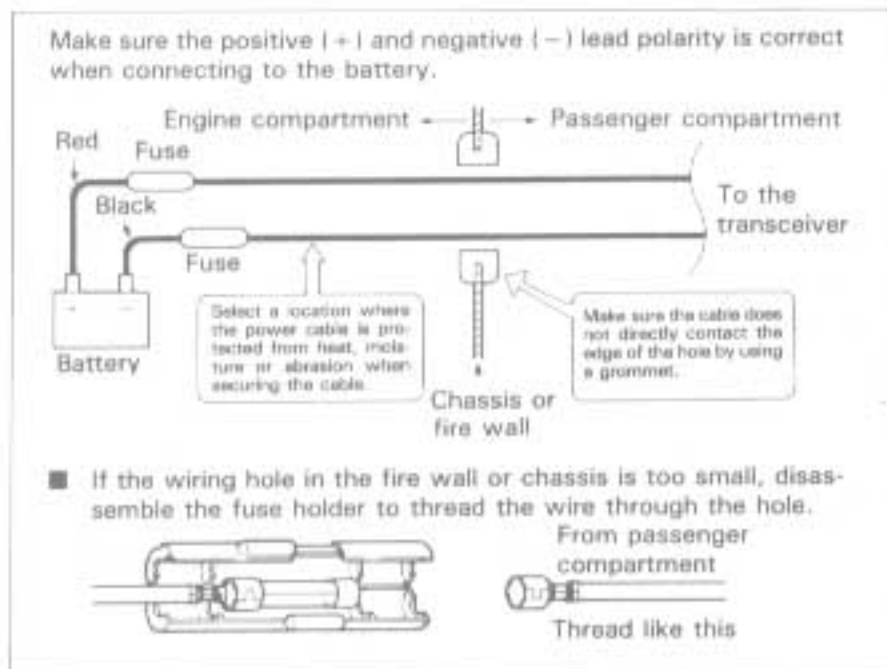 Make sure the positive (+) and negative (−) lead polarity is correct
when connecting to the battery.
Engine compartment
Passenger compartment
Red
Fuse
Black
To the
transceiver
Fuse
Battery
Select a location where
the power cable is pro-
tected from heat, mois-
ture or abrasion when
securing the cable.
Make sure the cable does
not directly contact the
edge of the hole by using
a grommet.
Chassis or
fire wall
■ If the wiring hole in the fire wall or chassis is too small, disas-
semble the fuse holder to thread the wire through the hole.
From passenger
compartment
Thread like this